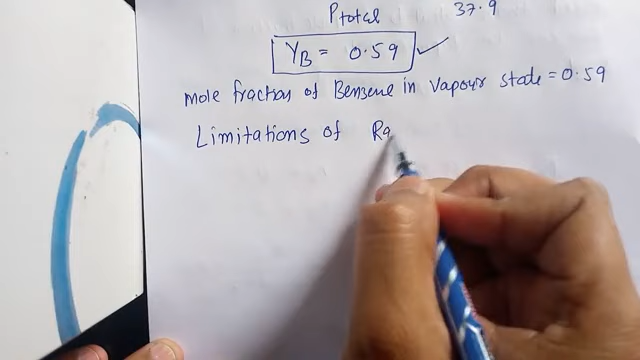 Ptotal 37.9
YB = 0.59
mole fraction of Benzene in Vapour state = 0.59
Limitations of Ra